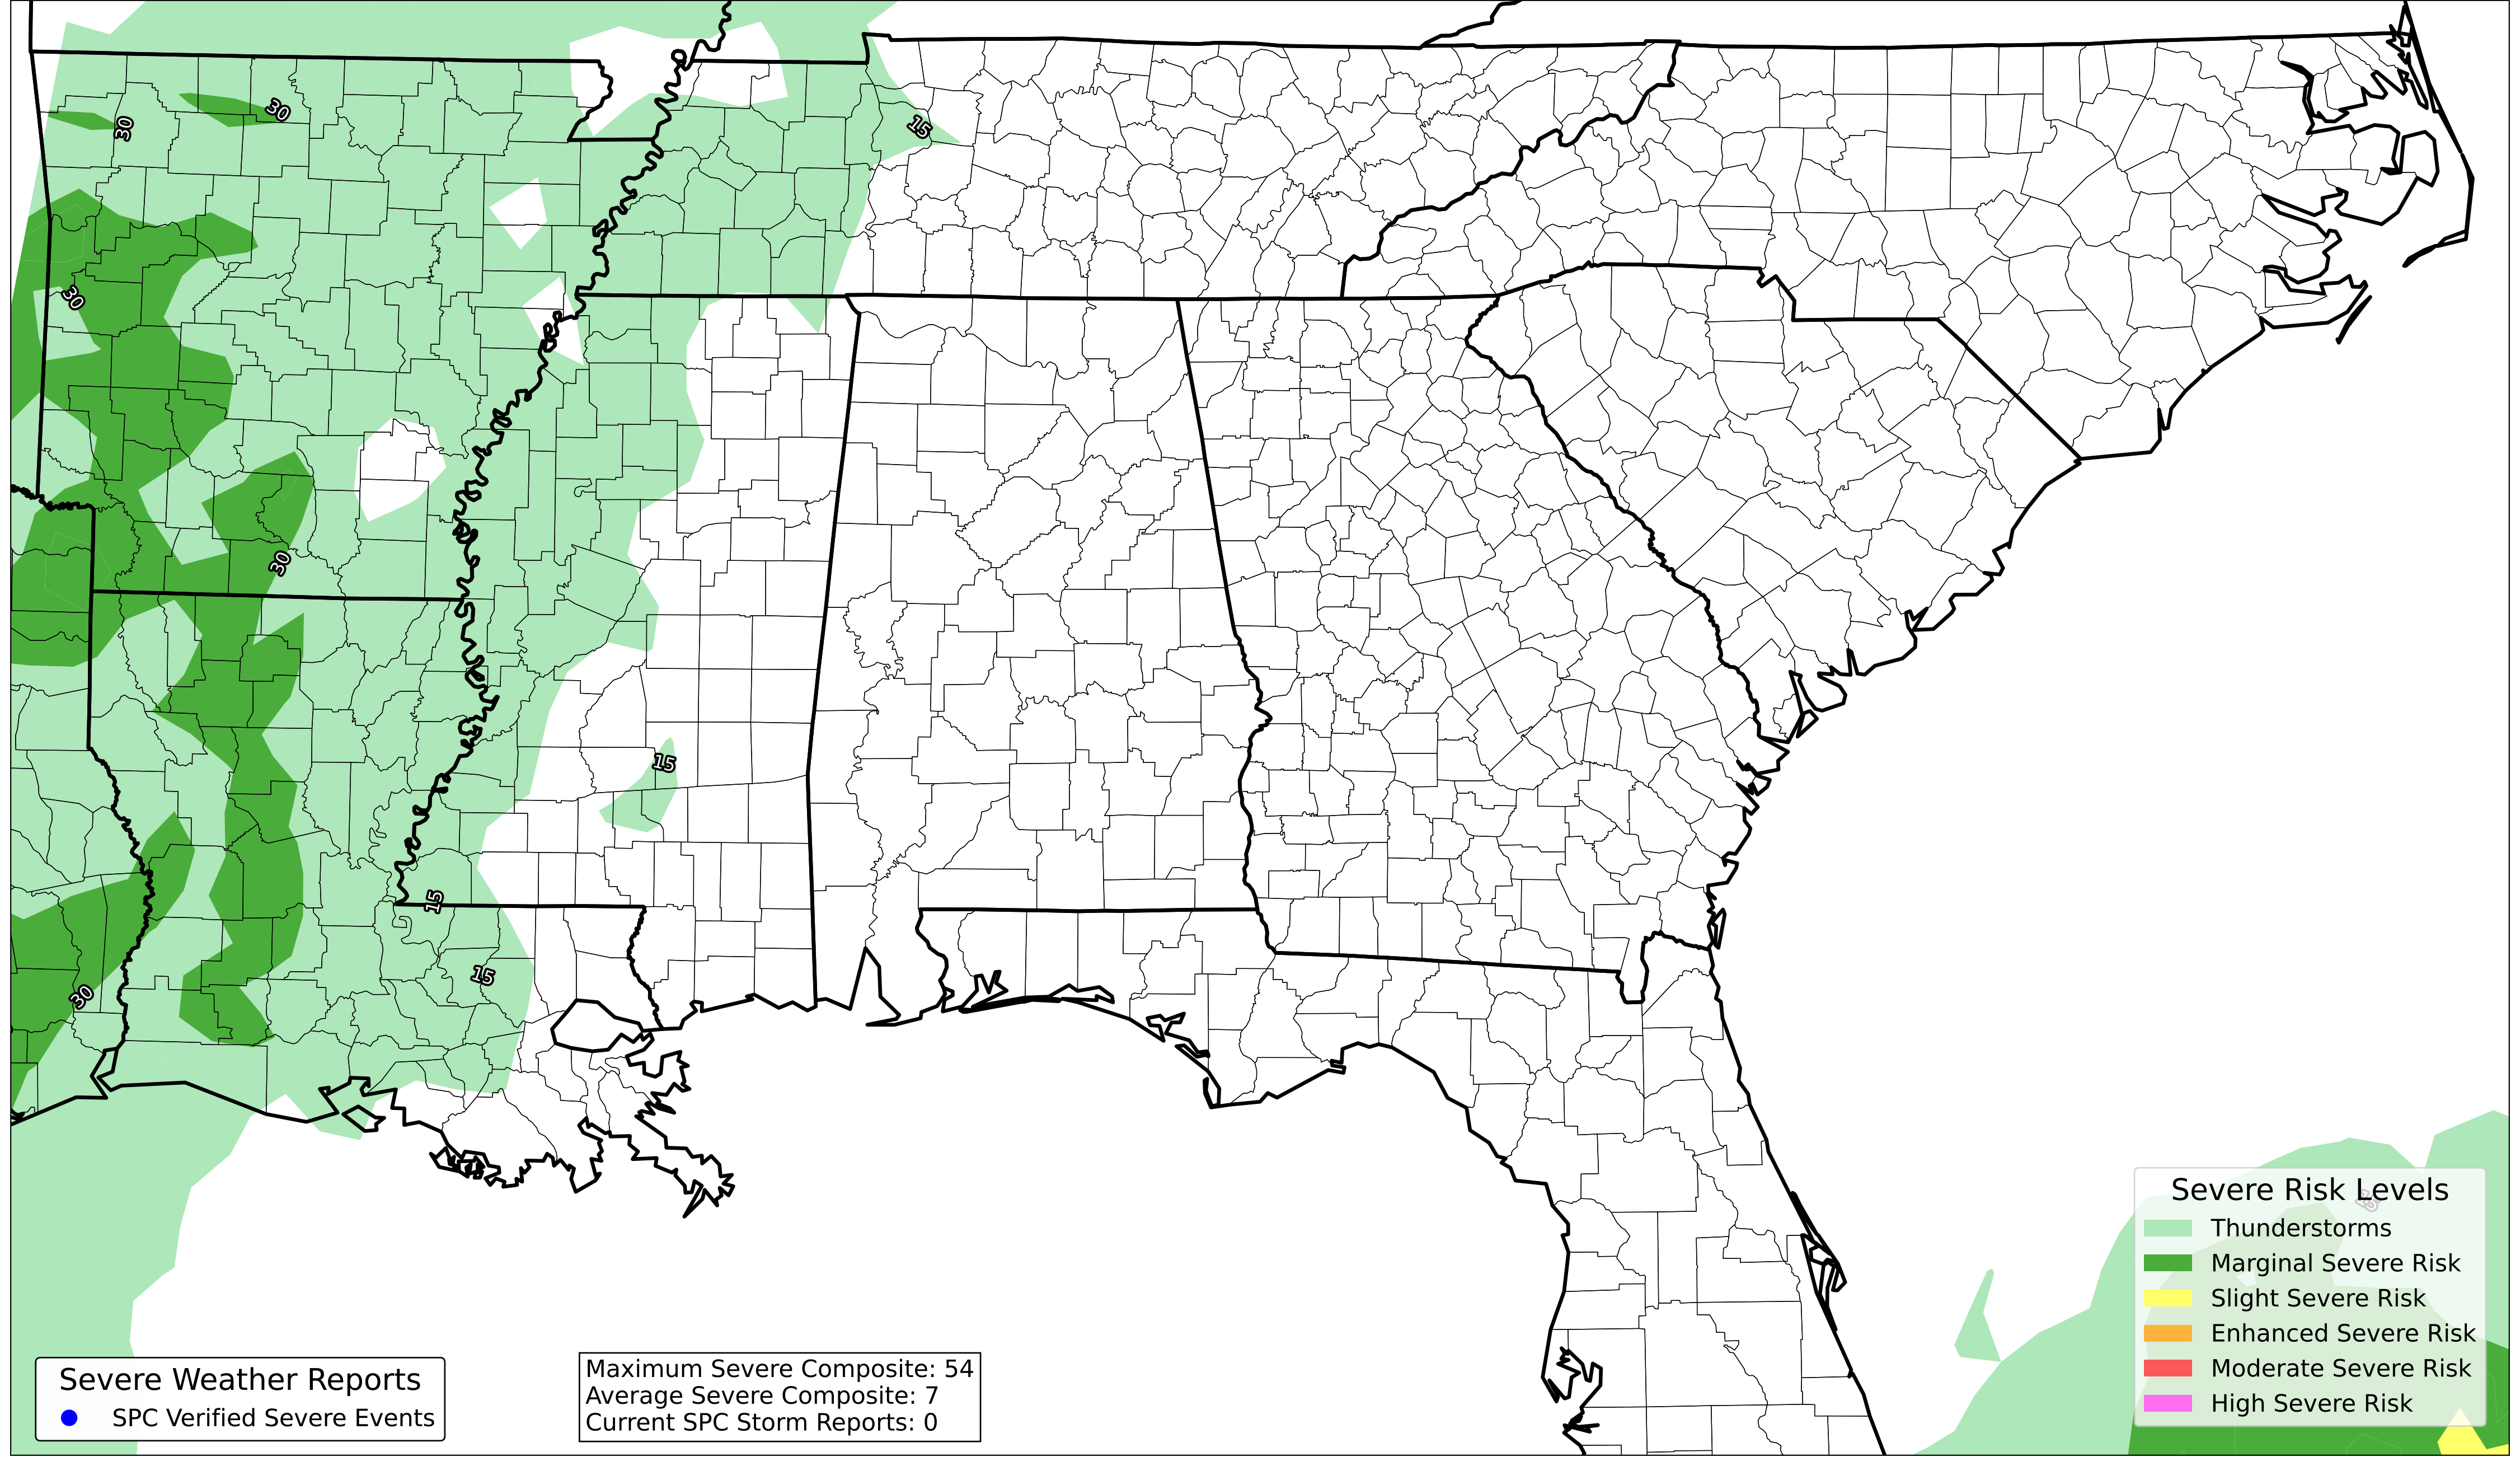 30
30
15
30
30
15
15
15
30
Severe Risk Levels
Thunderstorms
Marginal Severe Risk
Slight Severe Risk
Enhanced Severe Risk
Moderate Severe Risk
High Severe Risk
Severe Weather Reports
SPC Verified Severe Events
Maximum Severe Composite: 54
Average Severe Composite: 7
Current SPC Storm Reports: 0